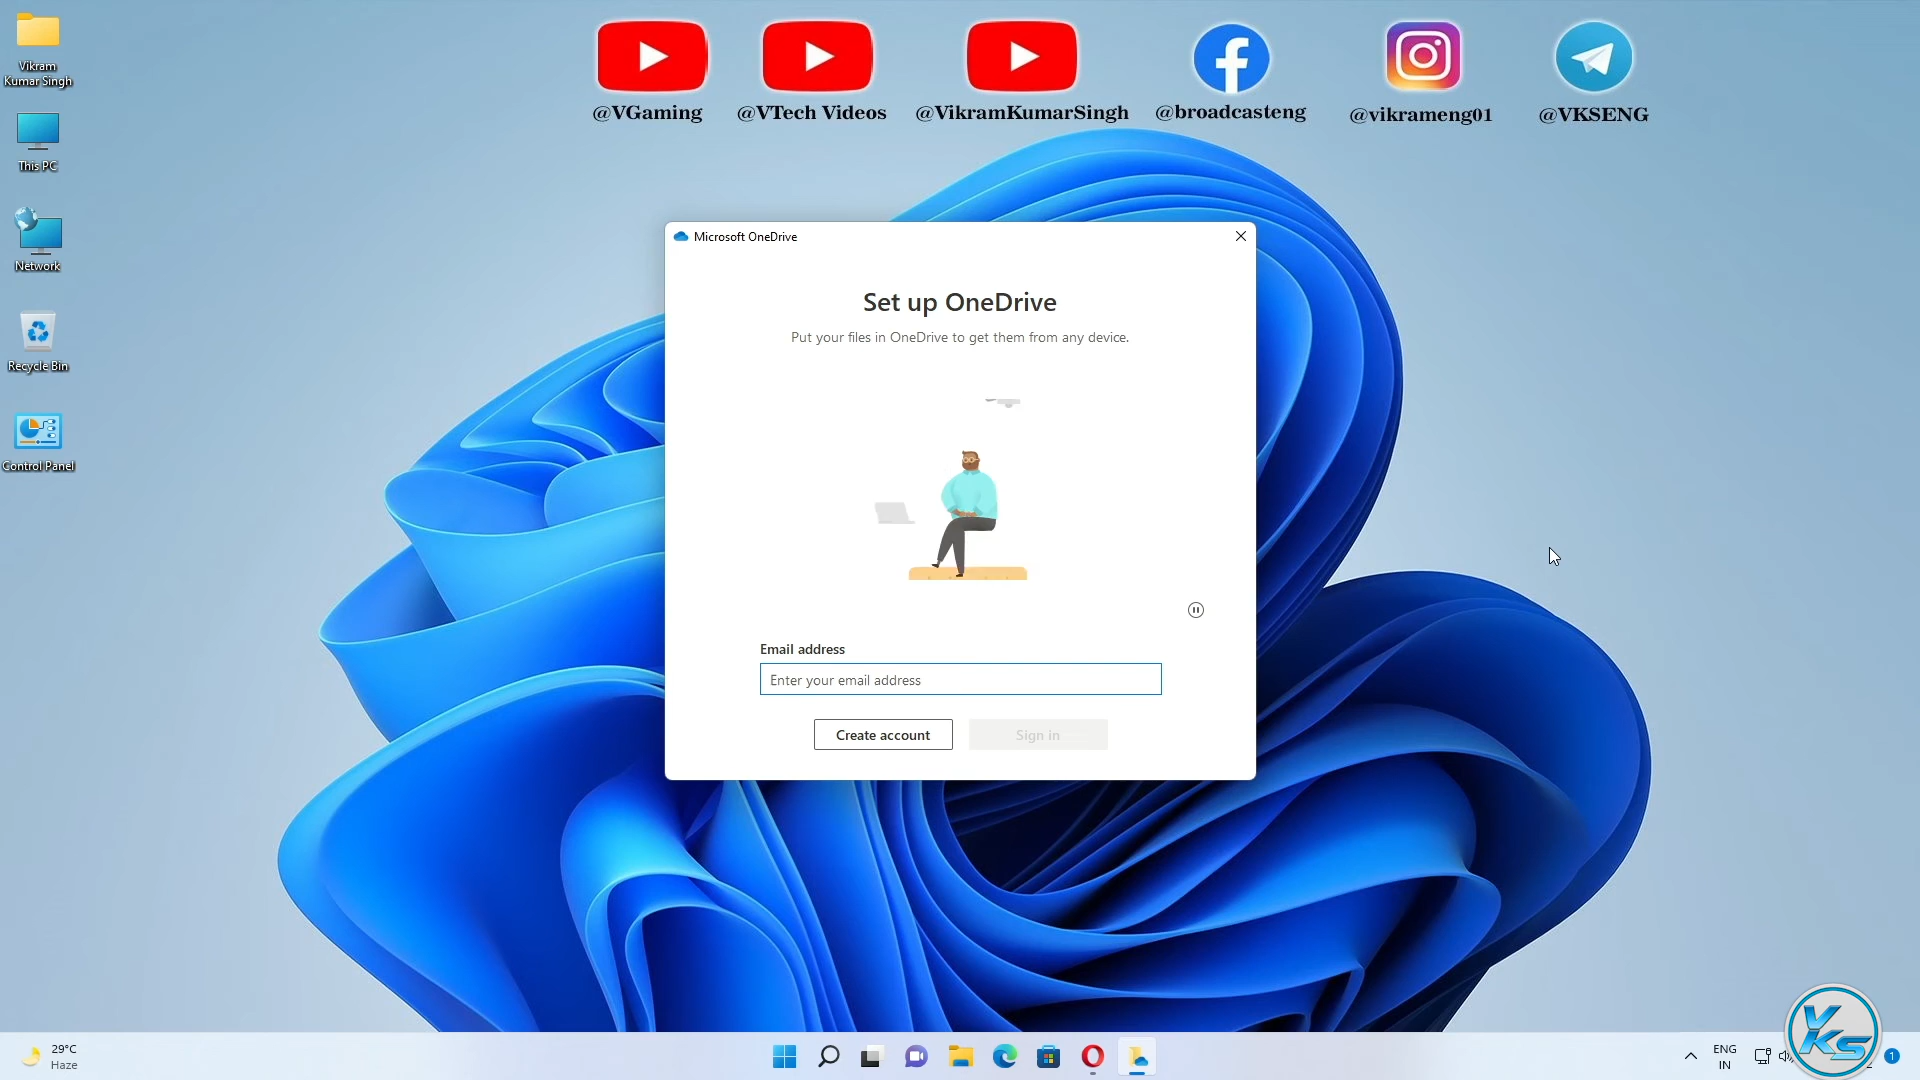 Vikram
Kumar Singh
This PC
Network
Recycle Bin
Control Panel
@VGaming
@VTech Videos
@VikramKumarSingh
@broadcasteng
@vikrameng01
@VKSENG
Microsoft OneDrive
Set up OneDrive
Put your files in OneDrive to get them from any device.
Email address
Enter your email address
Create account
Sign in
29°C
Haze
ENG
IN
VKS
1